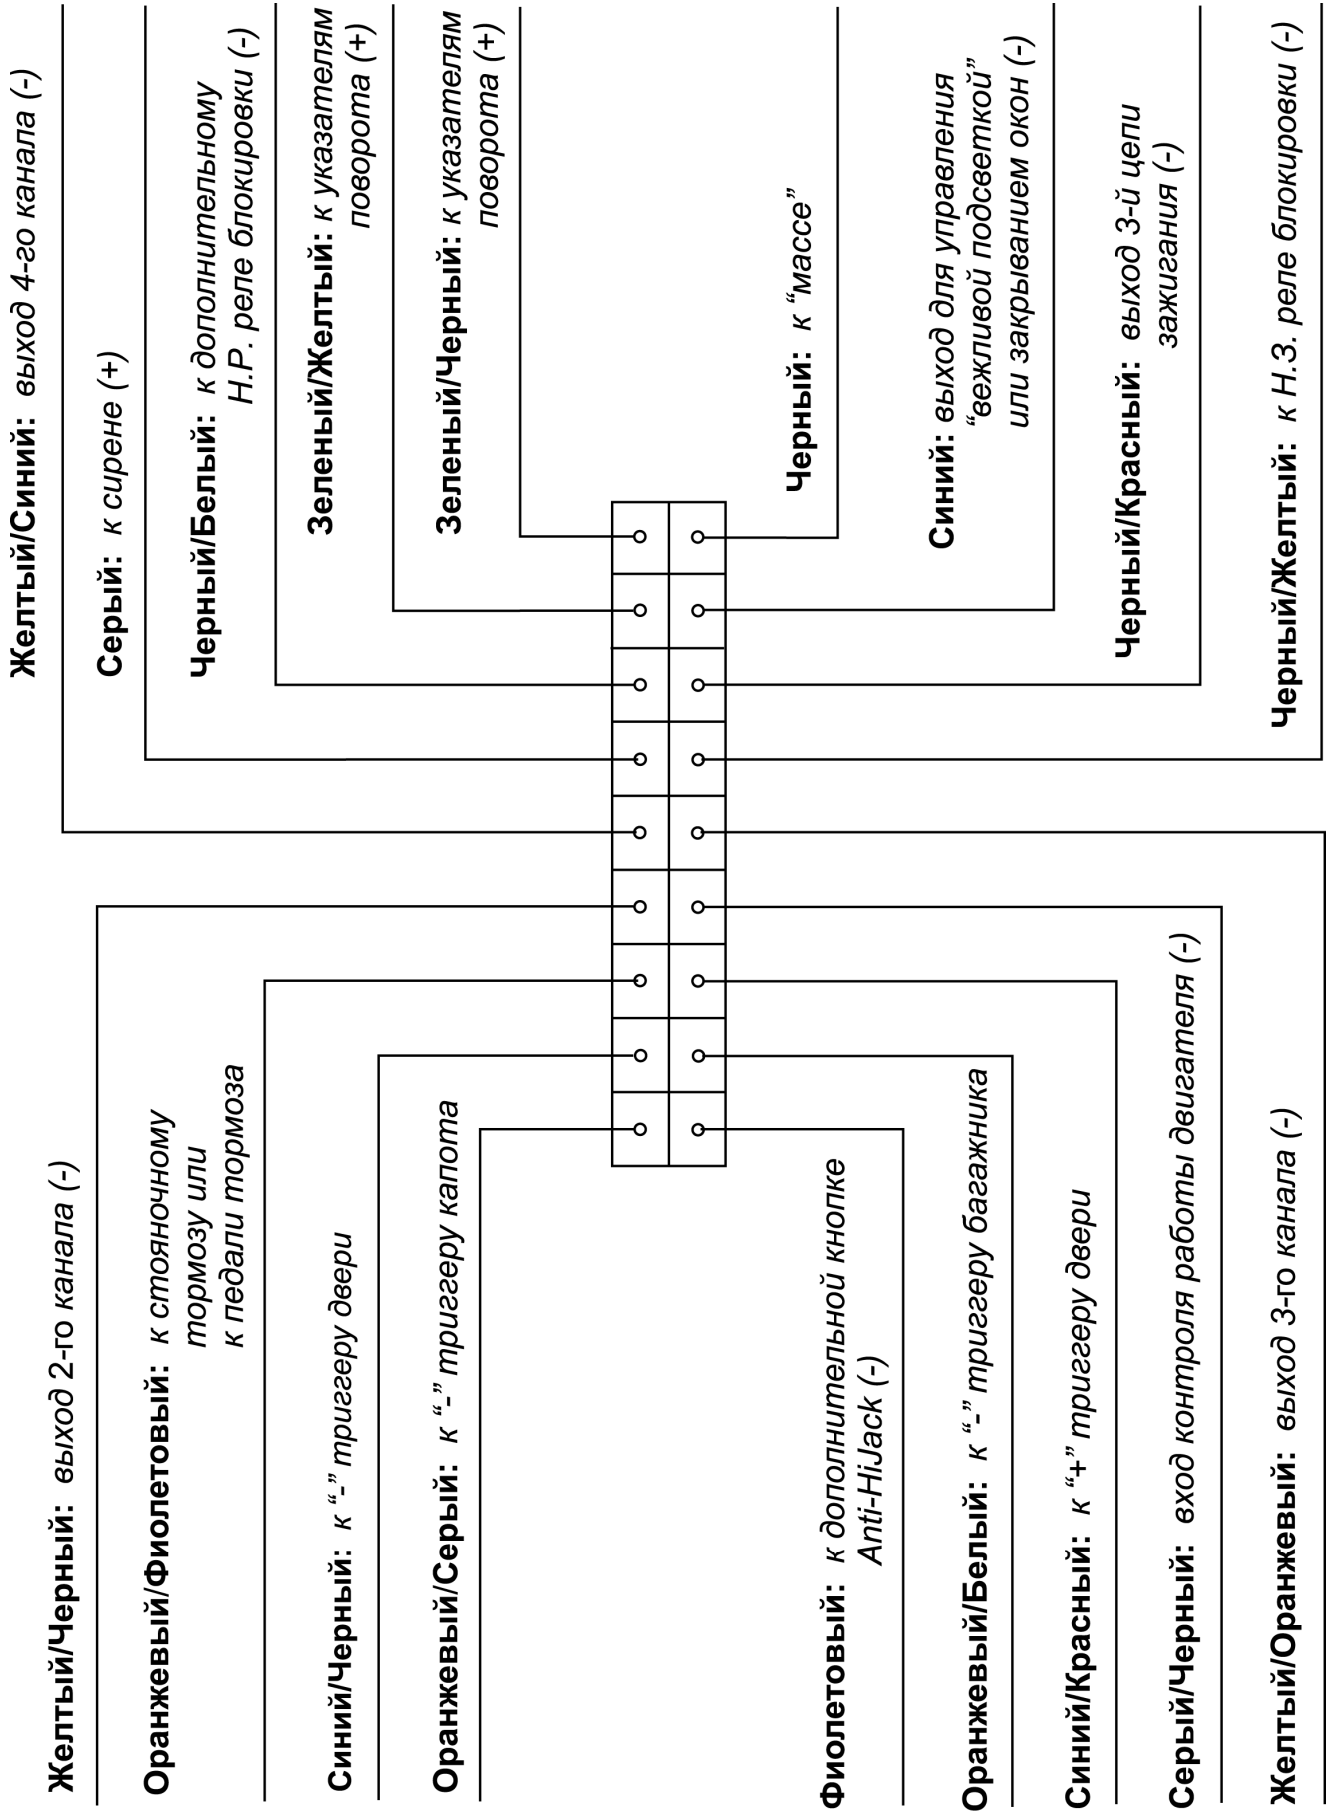 Желтый/Черный: выход 2-го канала (-)
Оранжевый/Фиолетовый: к стояночному
тормозу или
к педали тормоза
Синий/Черный: к “-” триггеру двери
Оранжевый/Серый: к “-” триггеру капота
Желтый/Синий: выход 4-го канала (-)
Серый: к сирене (+)
Черный/Белый: к дополнительному
Н.Р. реле блокировки (-)
Зеленый/Желтый: к указателям
поворота (+)
Зеленый/Черный: к указателям
поворота (+)
Фиолетовый: к дополнительной кнопке
Anti-HiJack (-)
Оранжевый/Белый: к “-” триггеру багажника
Синий/Красный: к “+” триггеру двери
Серый/Черный: вход контроля работы двигателя (-)
Желтый/Оранжевый: выход 3-го канала (-)
Черный: к “массе”
Синий: выход для управления
“вежливой подсветкой”
или закрыванием окон (-)
Черный/Красный: выход 3-й цепи
зажигания (-)
Черный/Желтый: к Н.З. реле блокировки (-)